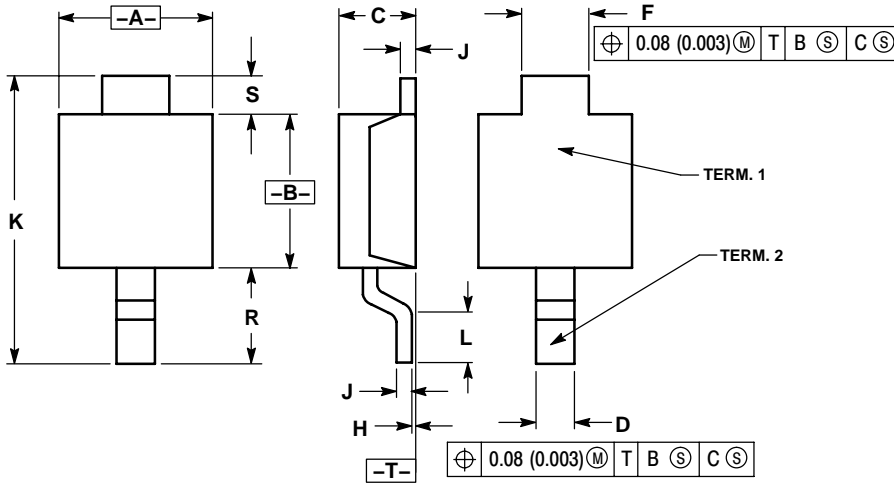 –A–
C
F
J
⌖ 0.08 (0.003) Ⓜ T B Ⓢ C Ⓢ
S
K
–B–
TERM. 1
TERM. 2
R
L
J
H
D
–T–
⌖ 0.08 (0.003) Ⓜ T B Ⓢ C Ⓢ